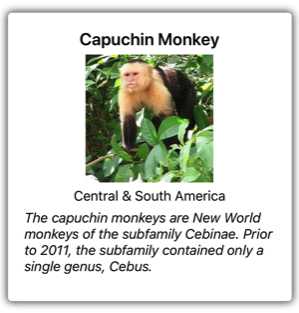 Capuchin Monkey
Central & South America
The capuchin monkeys are New World
monkeys of the subfamily Cebinae. Prior
to 2011, the subfamily contained only a
single genus, Cebus.